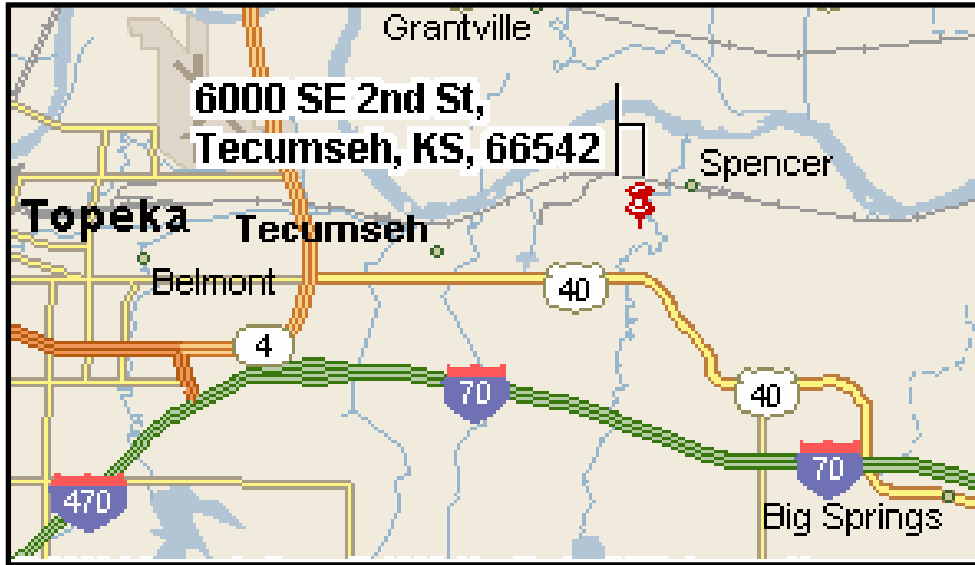 Grantville
6000 SE 2nd St,
Tecumseh, KS, 66542
Spencer
Topeka
Tecumseh
Belmont
40
4
70
40
70
470
Big Springs